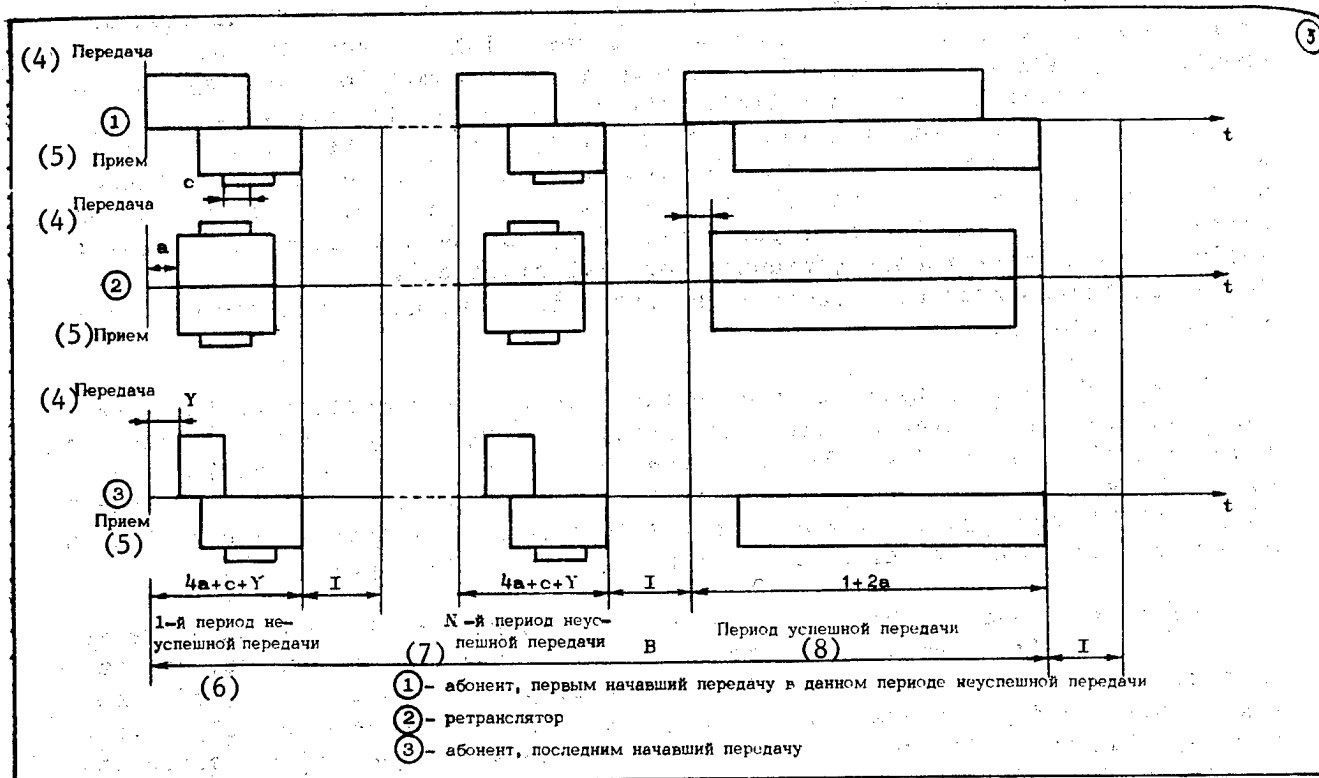 ③
(4) Передача
①
t
(5) Прием
c
(4) Передача
a
②
t
(5) Прием
(4) Передача
Y
③
t
Прием
(5)
4a+c+Y I 4a+c+Y I 1+2a
1-й период не-
успешной передачи
N-й период неус-
пешной передачи
Период успешной передачи
(6) (7) B (8) I
①- абонент, первым начавший передачу в данном периоде неуспешной передачи
②- ретранслятор
③- абонент, последним начавший передачу